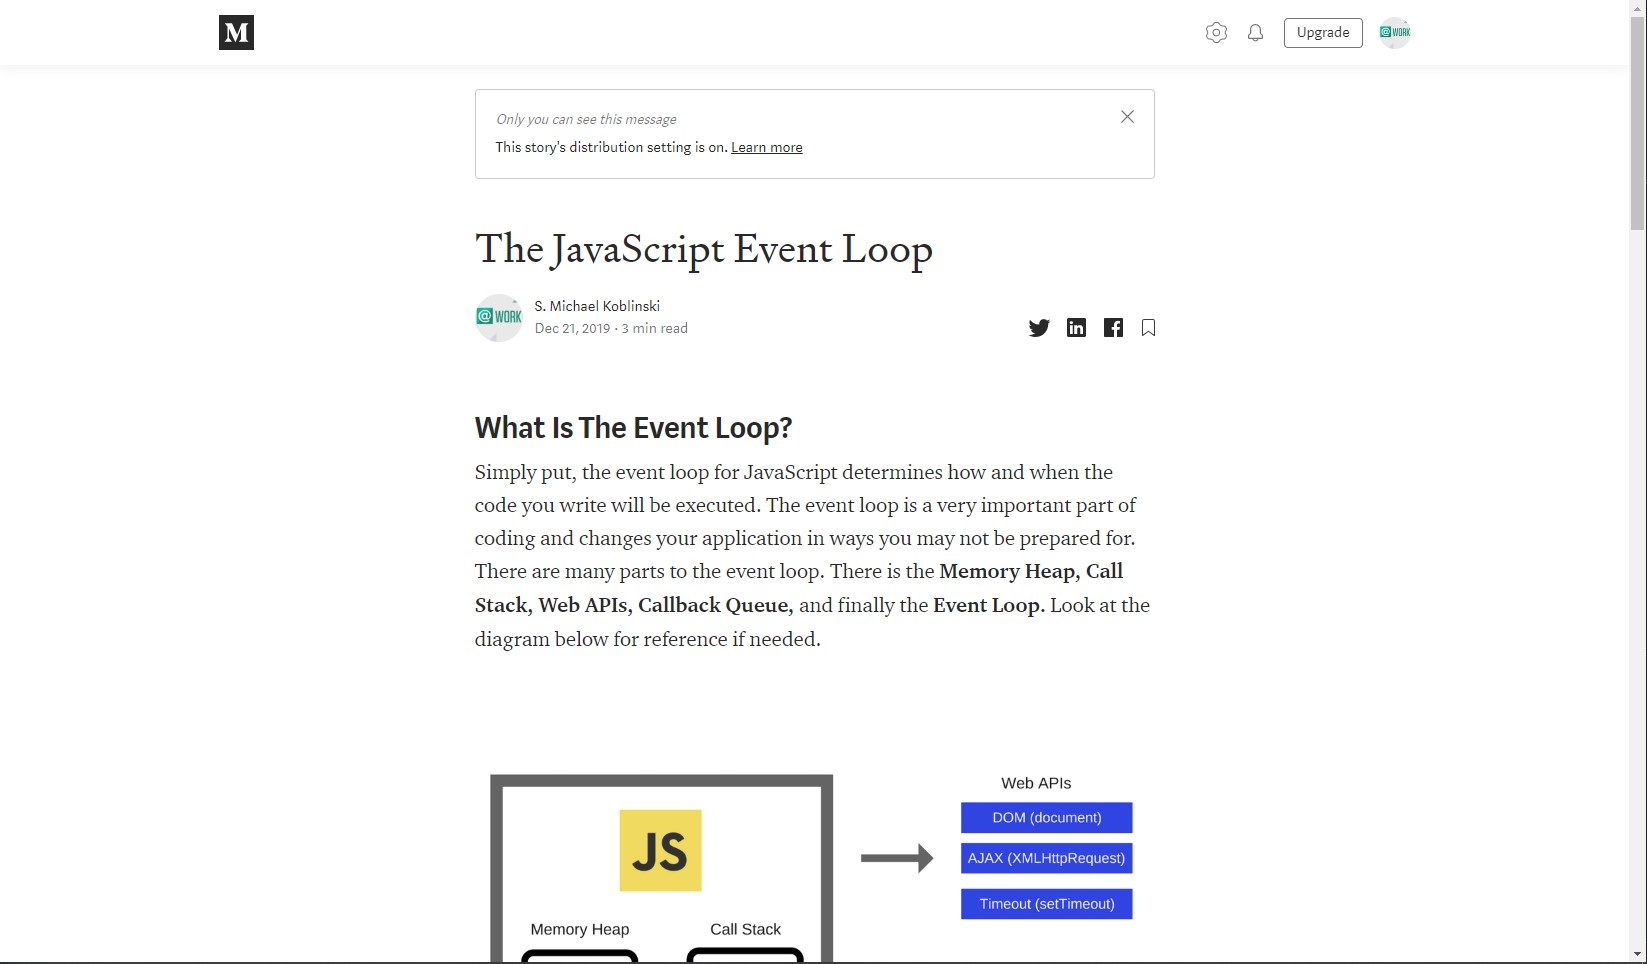 M
Upgrade
@ WORK
Only you can see this message
This story's distribution setting is on. Learn more
The JavaScript Event Loop
@ WORK
S. Michael Koblinski
Dec 21, 2019 · 3 min read
What Is The Event Loop?
Simply put, the event loop for JavaScript determines how and when the
code you write will be executed. The event loop is a very important part of
coding and changes your application in ways you may not be prepared for.
There are many parts to the event loop. There is the Memory Heap, Call
Stack, Web APIs, Callback Queue, and finally the Event Loop. Look at the
diagram below for reference if needed.
JS
Memory Heap
Call Stack
Web APIs
DOM (document)
AJAX (XMLHttpRequest)
Timeout (setTimeout)